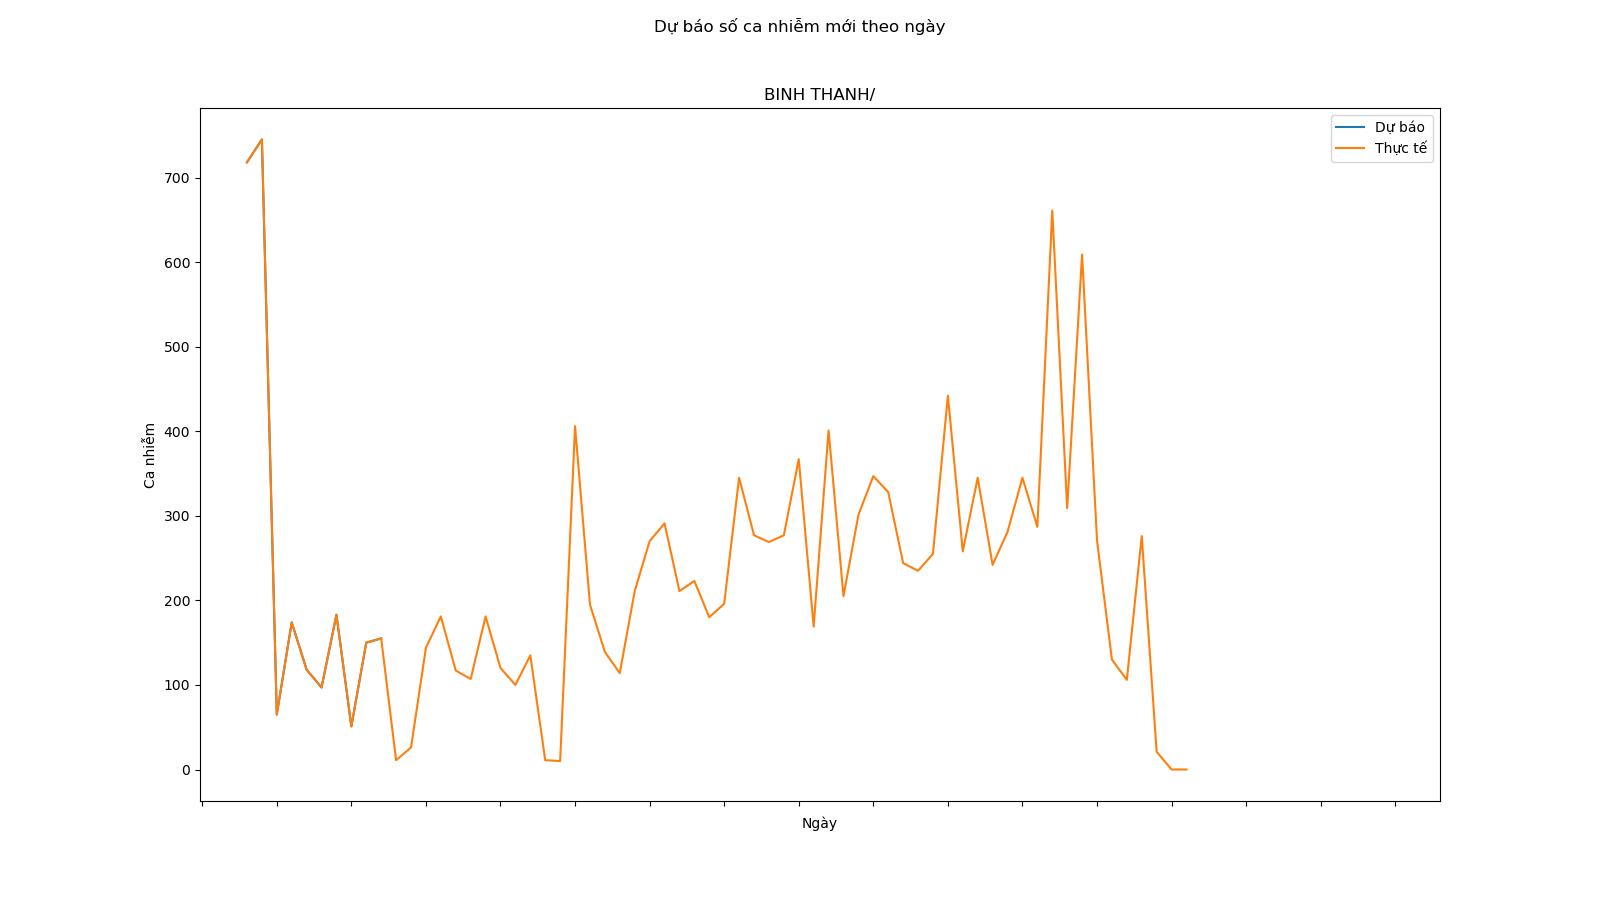 Dự báo số ca nhiễm mới theo ngày
BINH THANH/
Dự báo
Thực tế
700
600
500
400
300
200
100
0
Ca nhiễm
Ngày